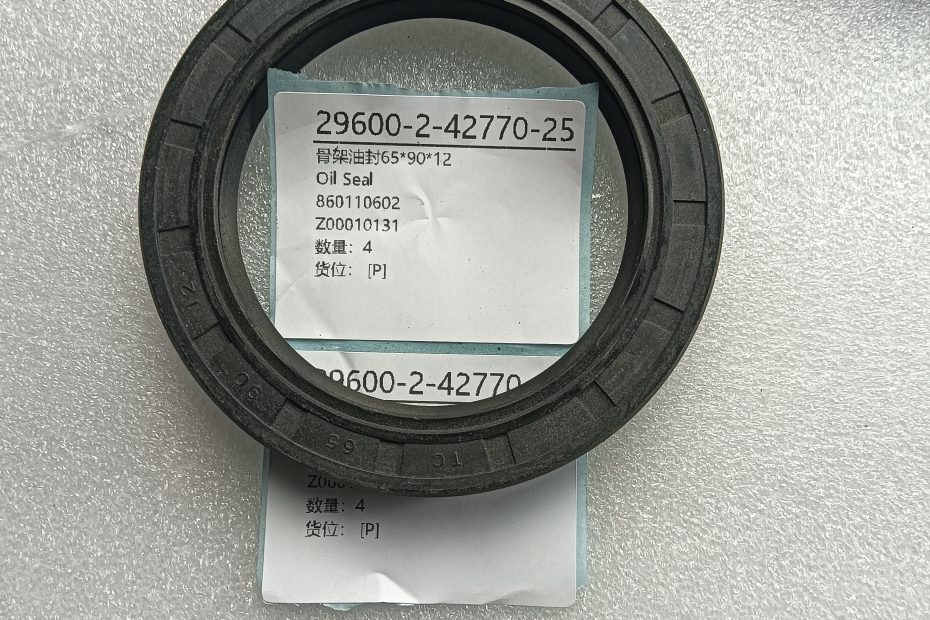 29600-2-42770-25
骨架油封65*90*12
Oil Seal
860110602
Z00010131
数量：4
货位： [P]
29600-2-42770
Z000
数量：4
货位： [P]
TC
65
90
12